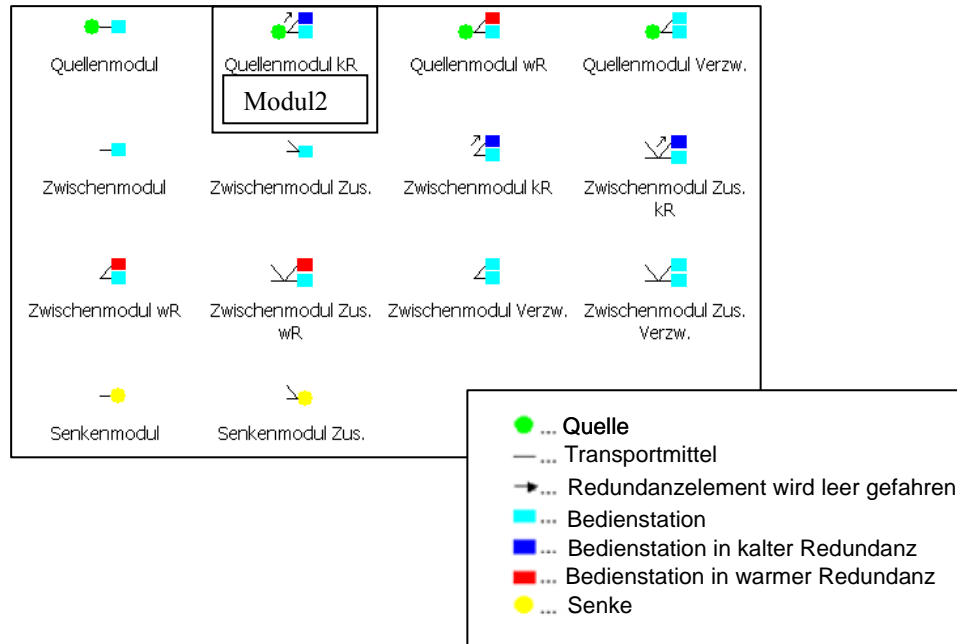 Quellenmodul
Quellenmodul kR
Quellenmodul wR
Quellenmodul Verzw.
Modul2
Zwischenmodul
Zwischenmodul Zus.
Zwischenmodul kR
Zwischenmodul Zus.
kR
Zwischenmodul wR
Zwischenmodul Zus.
wR
Zwischenmodul Verzw.
Zwischenmodul Zus.
Verzw.
Senkenmodul
Senkenmodul Zus.
... Quelle
... Transportmittel
... Redundanzelement wird leer gefahren
... Bedienstation
... Bedienstation in kalter Redundanz
... Bedienstation in warmer Redundanz
... Senke